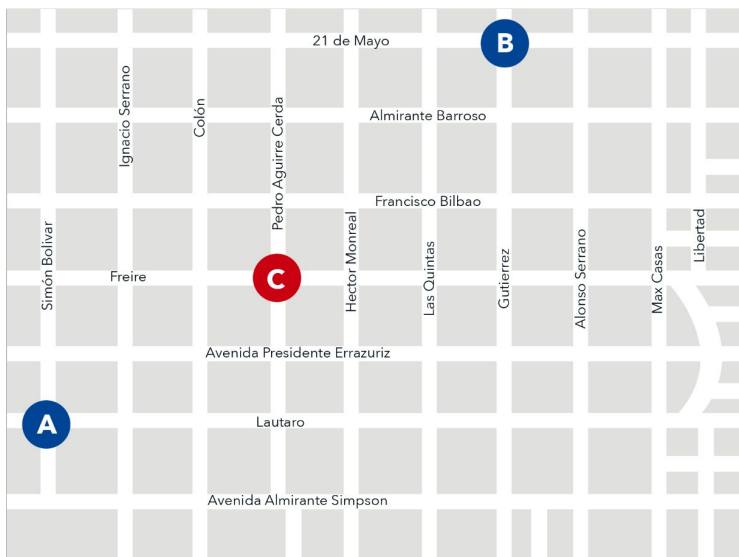 21 de Mayo
B
Ignacio Serrano
Colón
Pedro Aguirre Cerda
Almirante Barroso
Francisco Bilbao
Simón Bolivar
Freire
C
Hector Monreal
Las Quintas
Gutierrez
Alonso Serrano
Max Casas
Libertad
Avenida Presidente Errazuriz
A
Lautaro
Avenida Almirante Simpson